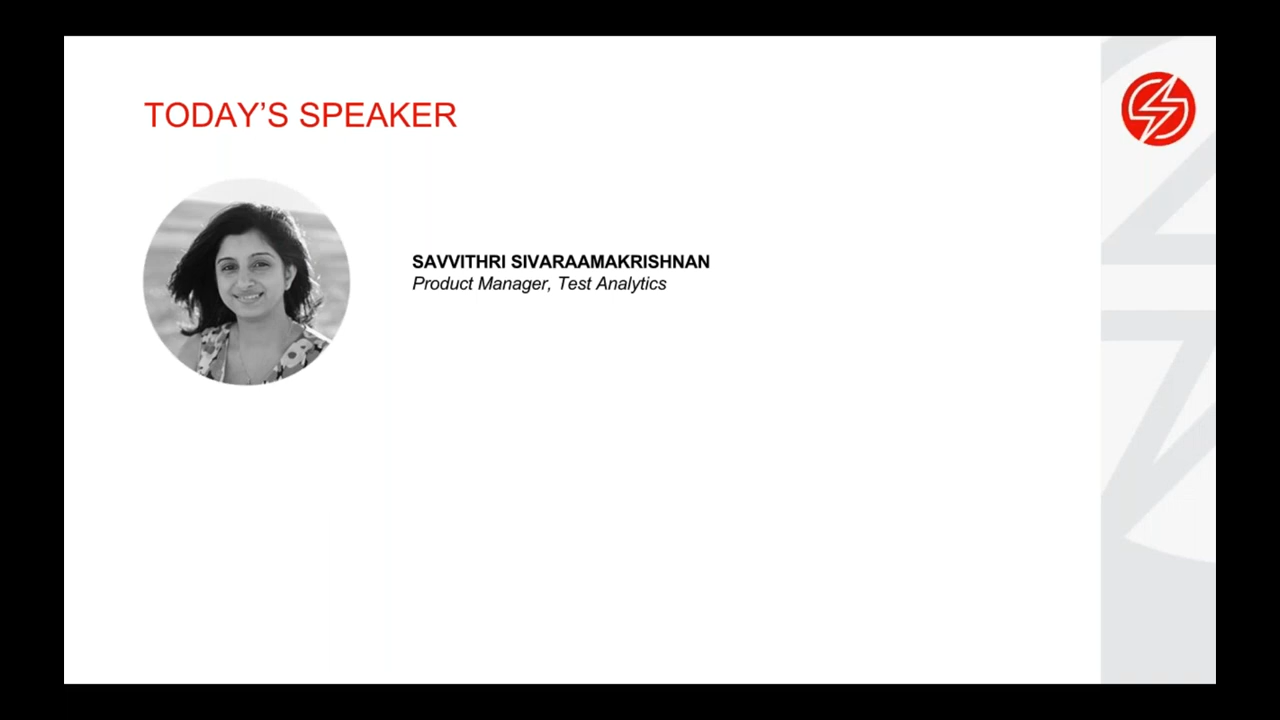 TODAY’S SPEAKER
SAVVITHRI SIVARAAMAKRISHNAN
Product Manager, Test Analytics